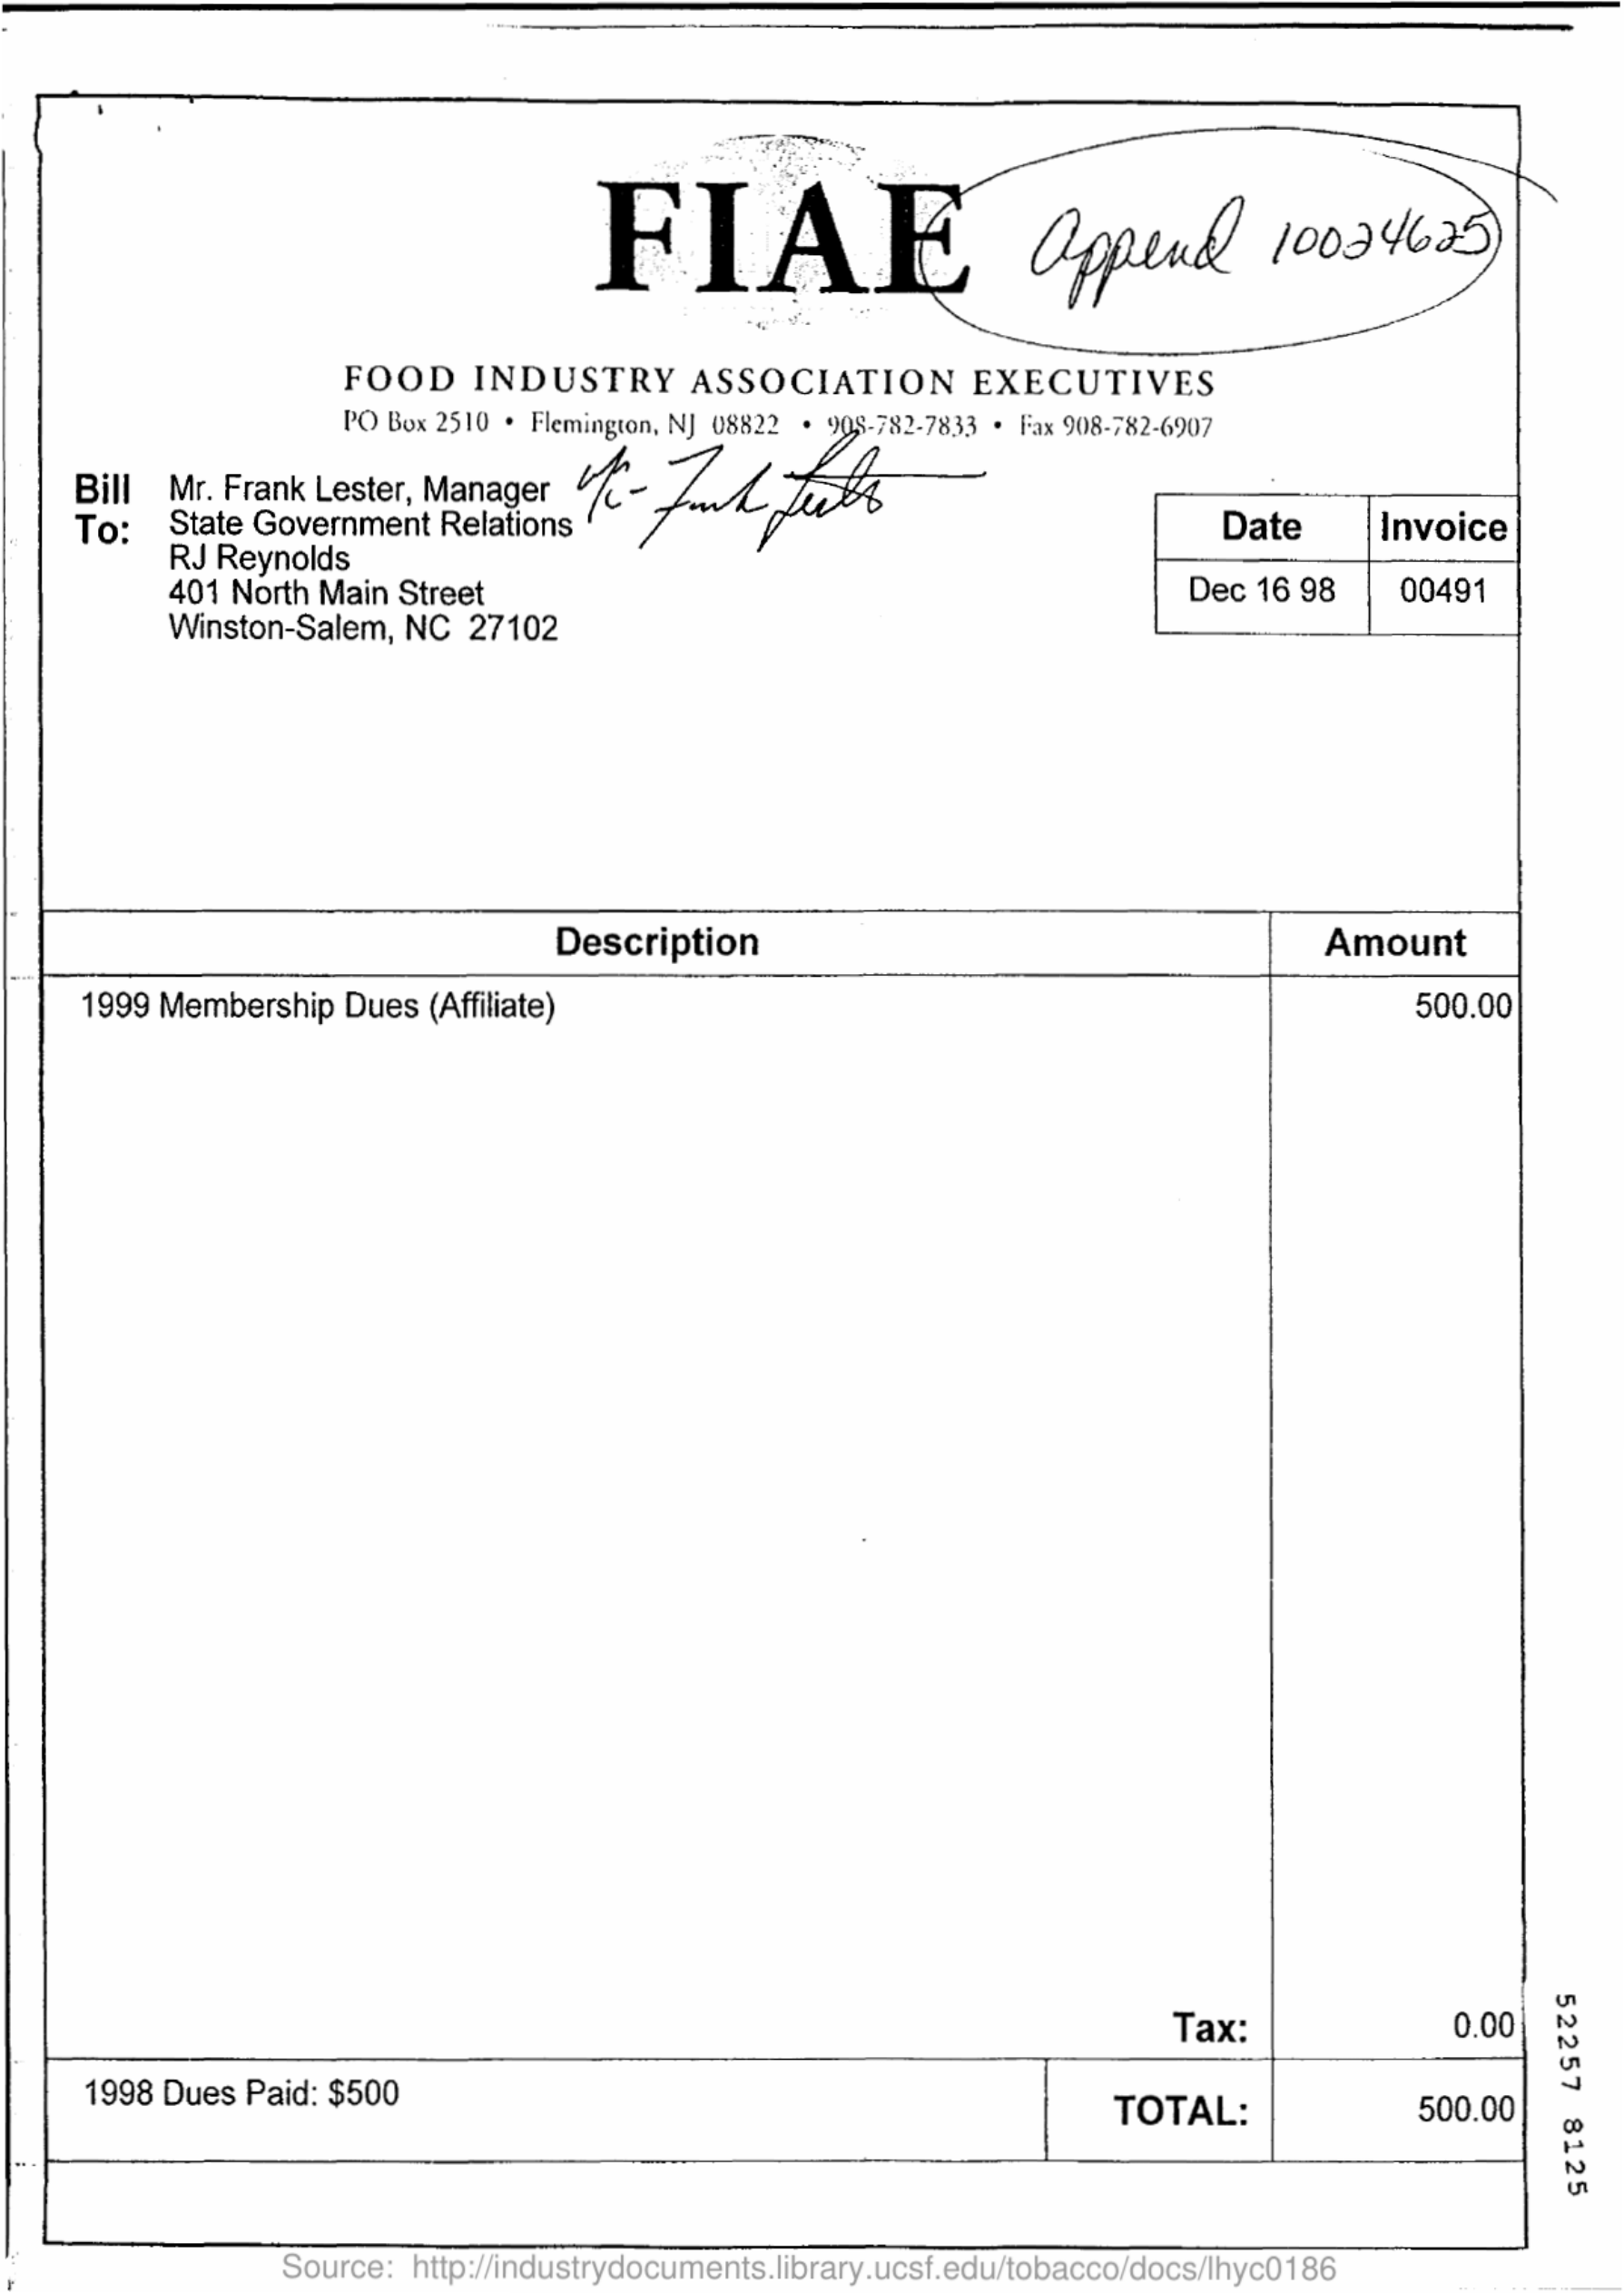 FIAE
Append 10024625
FOOD INDUSTRY ASSOCIATION EXECUTIVES
PO Box 2510 • Flemington, NJ 08822 • 908-782-7833 • Fax 908-782-6907
Bill To:
Mr. Frank Lester, Manager
State Government Relations
RJ Reynolds
401 North Main Street
Winston-Salem, NC 27102
Date Invoice
Dec 16 98 00491
Description Amount
1999 Membership Dues (Affiliate) 500.00
Tax: 0.00
1998 Dues Paid: $500 TOTAL: 500.00
52257 8125
Source: http://industrydocuments.library.ucsf.edu/tobacco/docs/lhyc0186